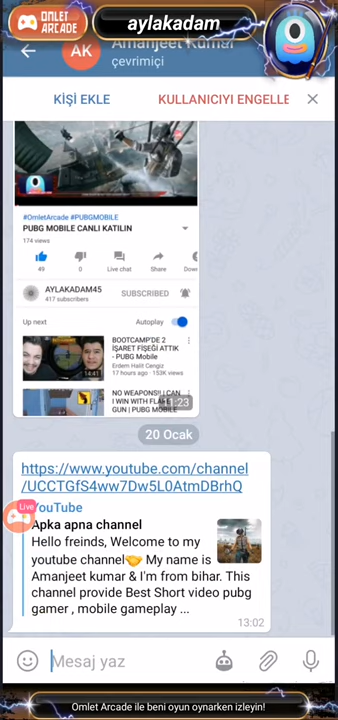 OMLET
ARCADE
aylakadam
AK
Amanjeet Kumar
çevrimiçi
KİŞİ EKLE
KULLANICIYI ENGELLE
#OmletArcade #PUBGMOBILE
PUBG MOBILE CANLI KATILIN
174 views
49
0
Live chat
Share
Down
AYLAKADAM45
417 subscribers
SUBSCRIBED
Up next
Autoplay
BOOTCAMP'DE 2
İŞARET FİŞEĞİ ATTIK
- PUBG Mobile
Erdem Halit Cengiz
17 hours ago · 153K views
14:41
NO WEAPONS!! I CAN
I WIN WITH FLARE
GUN | PUBG MOBILE
11:23
20 Ocak
https://www.youtube.com/channel
/UCCTGfS4ww7Dw5L0AtmDBrhQ
Live
YouTube
Apka apna channel
Hello freinds, Welcome to my
youtube channel🤝 My name is
Amanjeet kumar & I'm from bihar. This
channel provide Best Short video pubg
gamer , mobile gameplay ...
13:02
Mesaj yaz
Omlet Arcade ile beni oyun oynarken izleyin!